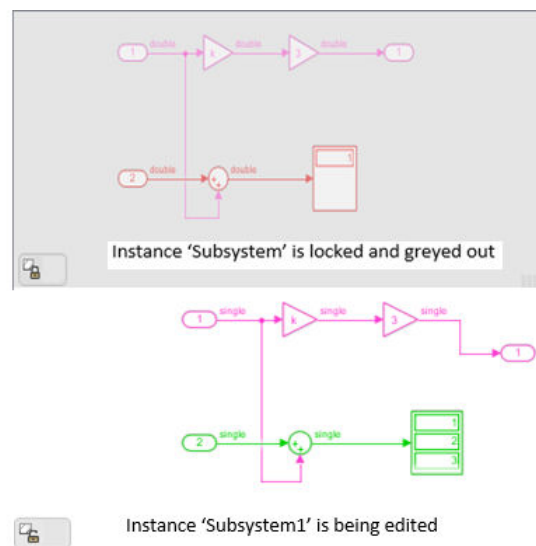 1 double k double 3 double 1
2 double double 1
Instance ‘Subsystem’ is locked and greyed out
1 single k single 3 single
1
2 single single 1
2
3
Instance ‘Subsystem1’ is being edited